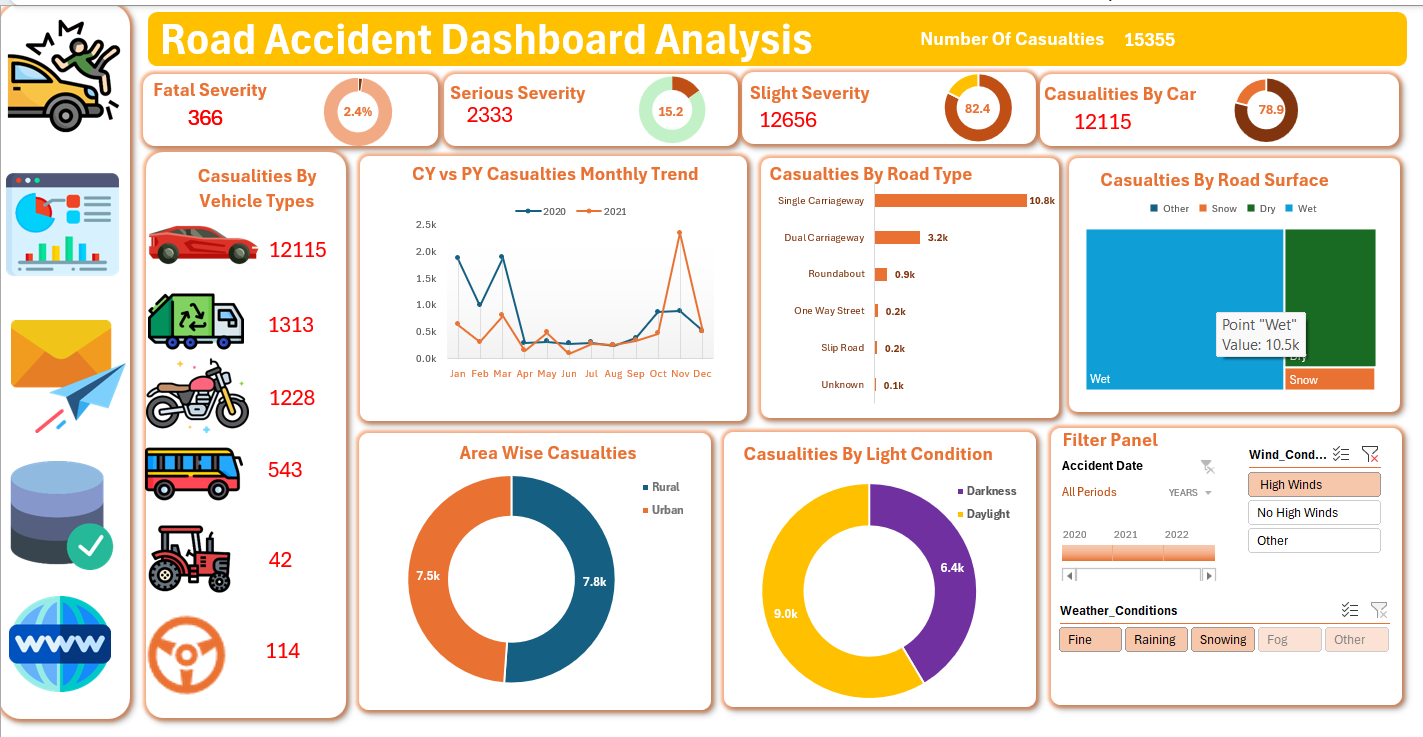 Road Accident Dashboard Analysis
Number Of Casualties 15355
Fatal Severity
366
2.4%
Serious Severity
2333
15.2
Slight Severity
12656
82.4
Casualities By Car
12115
78.9
Casualities By
Vehicle Types
12115
1313
1228
543
42
114
CY vs PY Casualties Monthly Trend
2020 2021
2.5k
2.0k
1.5k
1.0k
0.5k
0.0k
Jan Feb Mar Apr May Jun Jul Aug Sep Oct Nov Dec
Casualities By Road Type
Single Carriageway 10.8k
Dual Carriageway 3.2k
Roundabout 0.9k
One Way Street 0.2k
Slip Road 0.2k
Unknown 0.1k
Casualities By Road Surface
Other Snow Dry Wet
Point "Wet"
Value: 10.5k
Dry
Wet
Snow
Area Wise Casualties
Rural
Urban
7.5k
7.8k
Casualities By Light Condition
Darkness
Daylight
6.4k
9.0k
Filter Panel
Accident Date
All Periods YEARS
2020 2021 2022
Wind_Cond...
High Winds
No High Winds
Other
Weather_Conditions
Fine Raining Snowing Fog Other
www